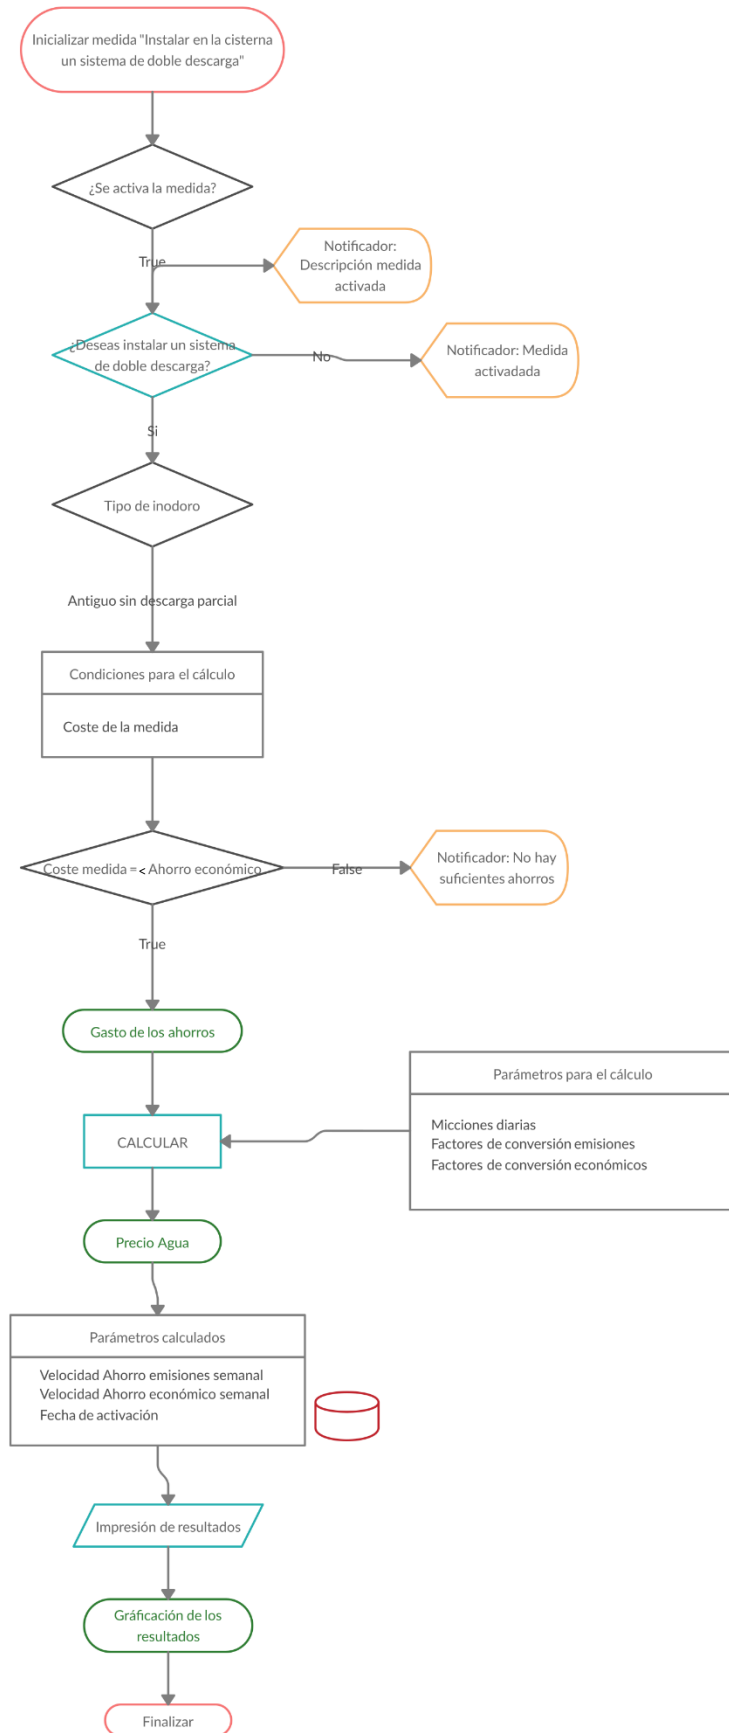 Inicializar medida "Instalar en la cisterna
un sistema de doble descarga"
¿Se activa la medida?
True
Notificador:
Descripción medida
activada
¿Deseas instalar un sistema
de doble descarga?
No
Notificador: Medida
activadada
Si
Tipo de inodoro
Antiguo sin descarga parcial
Condiciones para el cálculo
Coste de la medida
Coste medida =< Ahorro económico
False
Notificador: No hay
suficientes ahorros
True
Gasto de los ahorros
Parámetros para el cálculo
Micciones diarias
Factores de conversión emisiones
Factores de conversión económicos
CALCULAR
Precio Agua
Parámetros calculados
Velocidad Ahorro emisiones semanal
Velocidad Ahorro económico semanal
Fecha de activación
Impresión de resultados
Gráficación de los
resultados
Finalizar